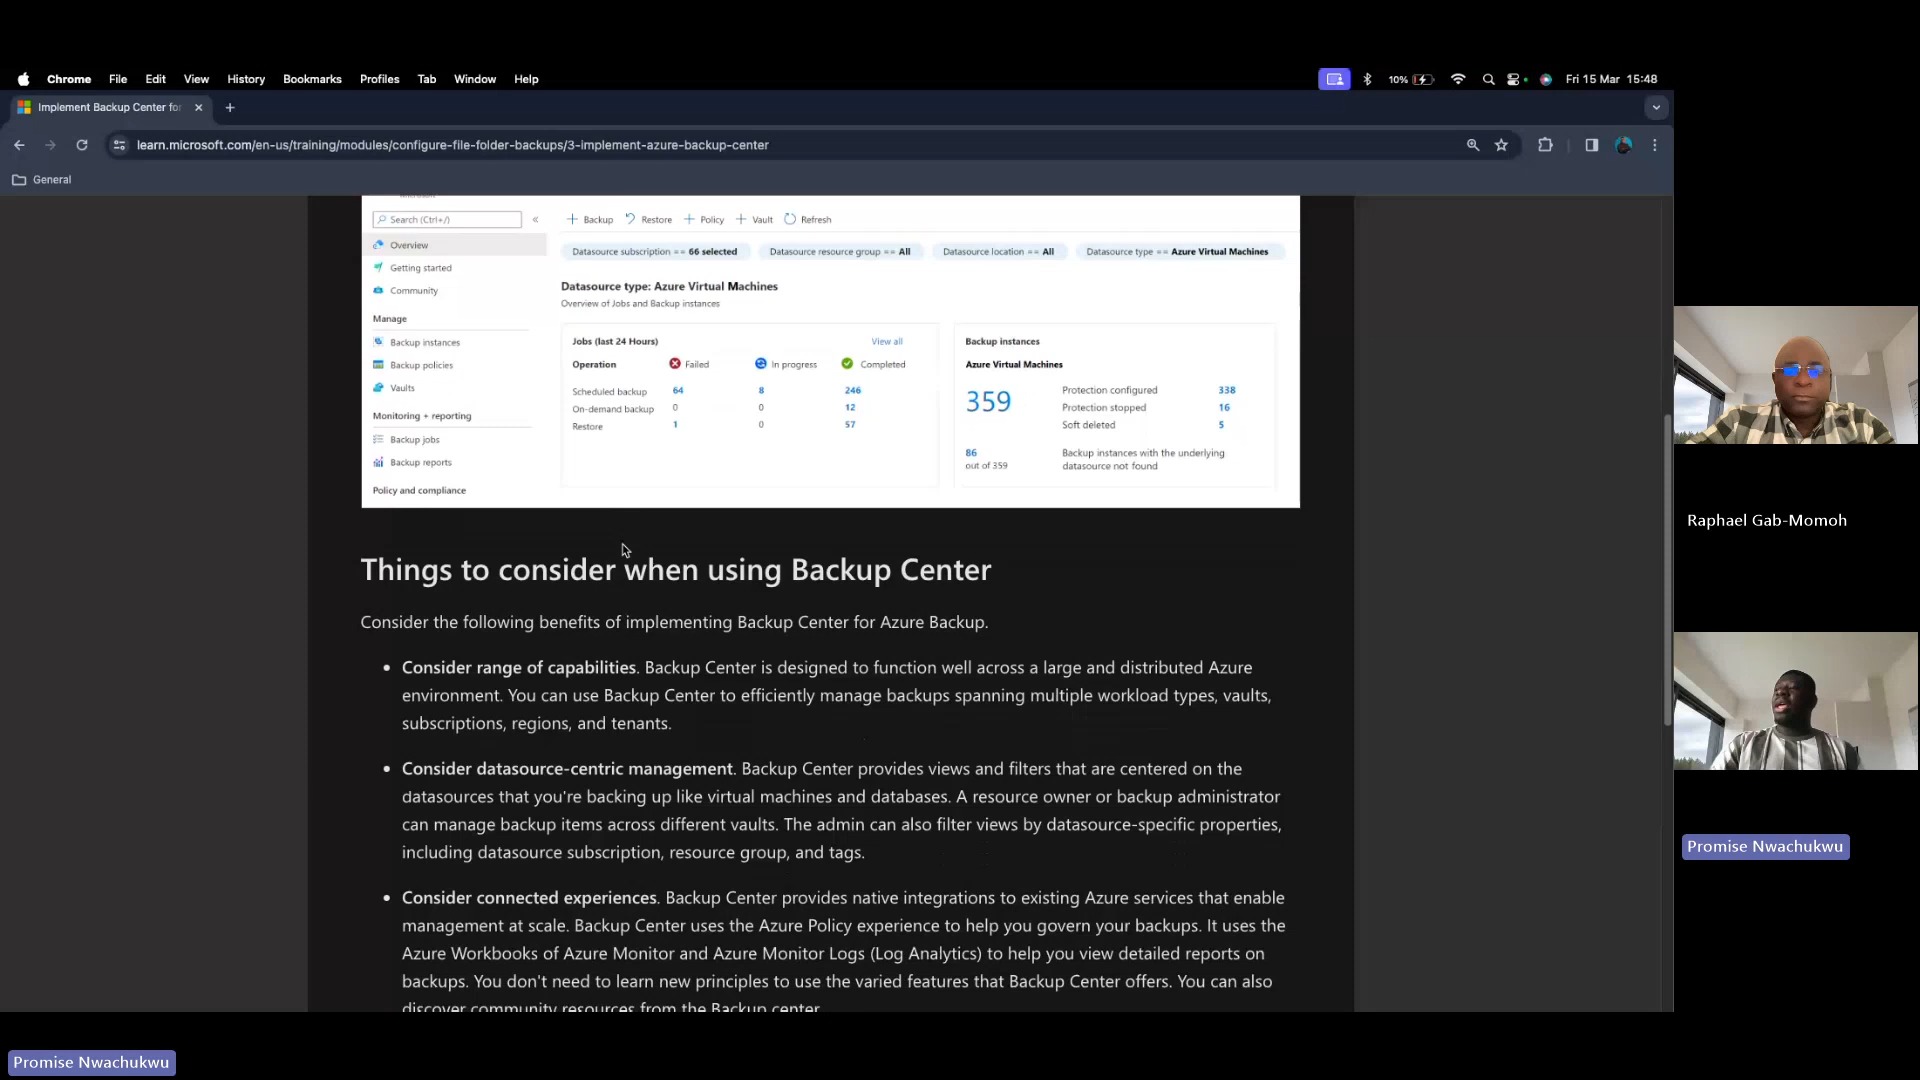 Chrome File Edit View History Bookmarks Profiles Tab Window Help 10% Fri 15 Mar 15:48
Implement Backup Center for
learn.microsoft.com/en-us/training/modules/configure-file-folder-backups/3-implement-azure-backup-center
General
Search (Ctrl+/) « Backup Restore Policy Vault Refresh
Overview
Getting started
Community
Manage
Backup instances
Backup policies
Vaults
Monitoring + reporting
Backup jobs
Backup reports
Policy and compliance
Datasource subscription == 66 selected Datasource resource group == All Datasource location == All Datasource type == Azure Virtual Machines
Datasource type: Azure Virtual Machines
Overview of Jobs and Backup instances
Jobs (last 24 Hours) View all
Operation Failed In progress Completed
Scheduled backup 64 8 246
On-demand backup 0 0 12
Restore 1 0 57
Backup instances
Azure Virtual Machines
359
Protection configured 338
Protection stopped 16
Soft deleted 5
86 out of 359
Backup instances with the underlying
datasource not found
Things to consider when using Backup Center
Consider the following benefits of implementing Backup Center for Azure Backup.
• Consider range of capabilities. Backup Center is designed to function well across a large and distributed Azure
environment. You can use Backup Center to efficiently manage backups spanning multiple workload types, vaults,
subscriptions, regions, and tenants.
• Consider datasource-centric management. Backup Center provides views and filters that are centered on the
datasources that you're backing up like virtual machines and databases. A resource owner or backup administrator
can manage backup items across different vaults. The admin can also filter views by datasource-specific properties,
including datasource subscription, resource group, and tags.
• Consider connected experiences. Backup Center provides native integrations to existing Azure services that enable
management at scale. Backup Center uses the Azure Policy experience to help you govern your backups. It uses the
Azure Workbooks of Azure Monitor and Azure Monitor Logs (Log Analytics) to help you view detailed reports on
backups. You don't need to learn new principles to use the varied features that Backup Center offers. You can also
discover community resources from the Backup center.
Raphael Gab-Momoh
Promise Nwachukwu
Promise Nwachukwu